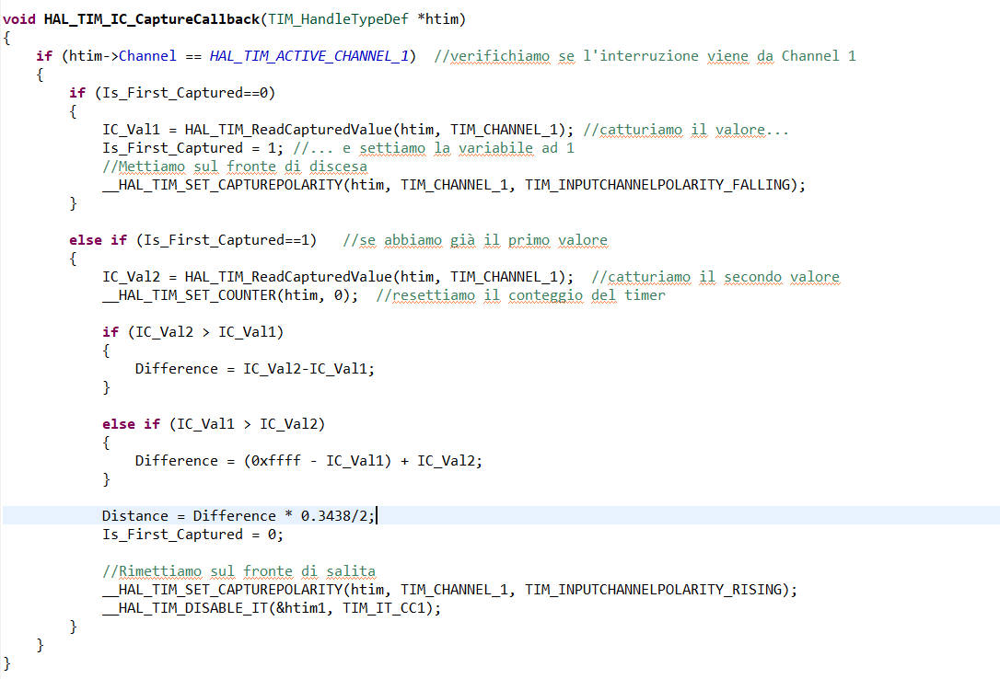 void HAL_TIM_IC_CaptureCallback(TIM_HandleTypeDef *htim)
{
    if (htim->Channel == HAL_TIM_ACTIVE_CHANNEL_1)  //verifichiamo se l'interruzione viene da Channel 1
    {
        if (Is_First_Captured==0)
        {
            IC_Val1 = HAL_TIM_ReadCapturedValue(htim, TIM_CHANNEL_1); //catturiamo il valore...
            Is_First_Captured = 1; //... e settiamo la variabile ad 1
            //Mettiamo sul fronte di discesa
            __HAL_TIM_SET_CAPTUREPOLARITY(htim, TIM_CHANNEL_1, TIM_INPUTCHANNELPOLARITY_FALLING);
        }

        else if (Is_First_Captured==1)   //se abbiamo già il primo valore
        {
            IC_Val2 = HAL_TIM_ReadCapturedValue(htim, TIM_CHANNEL_1);  //catturiamo il secondo valore
            __HAL_TIM_SET_COUNTER(htim, 0);  //resettiamo il conteggio del timer

            if (IC_Val2 > IC_Val1)
            {
                Difference = IC_Val2-IC_Val1;
            }

            else if (IC_Val1 > IC_Val2)
            {
                Difference = (0xffff - IC_Val1) + IC_Val2;
            }

            Distance = Difference * 0.3438/2;
            Is_First_Captured = 0;

            //Rimettiamo sul fronte di salita
            __HAL_TIM_SET_CAPTUREPOLARITY(htim, TIM_CHANNEL_1, TIM_INPUTCHANNELPOLARITY_RISING);
            __HAL_TIM_DISABLE_IT(&htim1, TIM_IT_CC1);
        }
    }
}